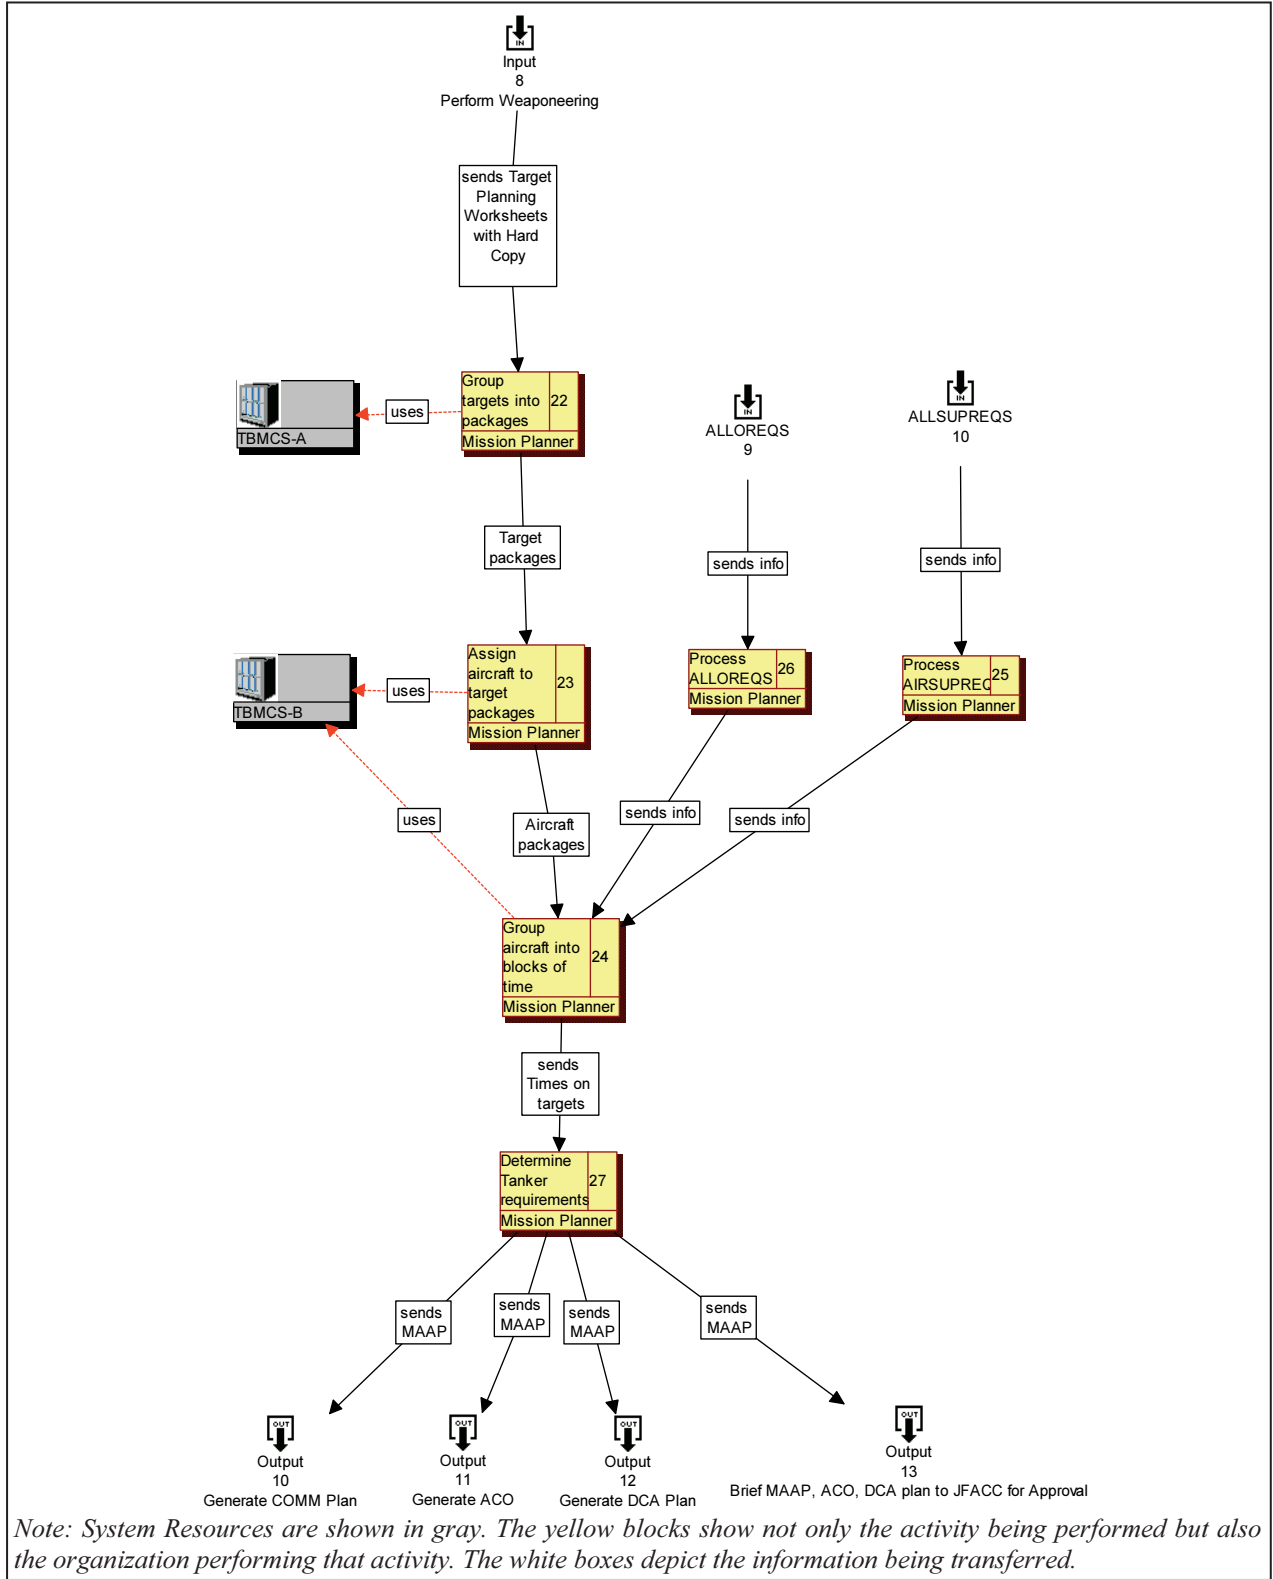 IN
Input
8
Perform Weaponeering
sends Target
Planning
Worksheets
with Hard
Copy
TBMCS-A
uses
Group
targets into
packages
22
Mission Planner
IN
ALLOREQS
9
IN
ALLSUPREQS
10
Target
packages
sends info
sends info
TBMCS-B
uses
Assign
aircraft to
target
packages
23
Mission Planner
Process
ALLOREQS
26
Mission Planner
Process
AIRSUPREQ
25
Mission Planner
uses
Aircraft
packages
sends info
sends info
Group
aircraft into
blocks of
time
24
Mission Planner
sends
Times on
targets
Determine
Tanker
requirements
27
Mission Planner
sends
MAAP
sends
MAAP
sends
MAAP
sends
MAAP
OUT
Output
10
Generate COMM Plan
OUT
Output
11
Generate ACO
OUT
Output
12
Generate DCA Plan
OUT
Output
13
Brief MAAP, ACO, DCA plan to JFACC for Approval
Note: System Resources are shown in gray. The yellow blocks show not only the activity being performed but also
the organization performing that activity. The white boxes depict the information being transferred.